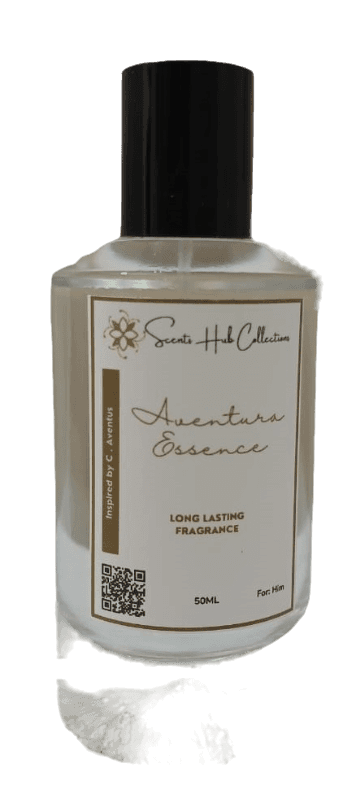 Scents Hub Collections
Inspired by C . Aventus
Aventura
Essence
LONG LASTING
FRAGRANCE
50ML
For: Him